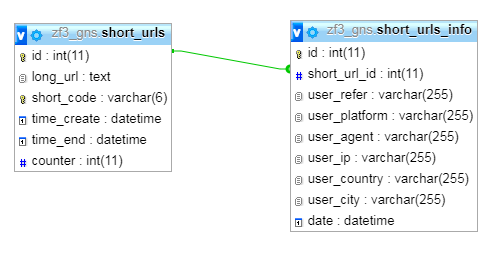 zf3_gns.short_urls
id : int(11)
long_url : text
short_code : varchar(6)
time_create : datetime
time_end : datetime
counter : int(11)
zf3_gns.short_urls_info
id : int(11)
short_url_id : int(11)
user_refer : varchar(255)
user_platform : varchar(255)
user_agent : varchar(255)
user_ip : varchar(255)
user_country : varchar(255)
user_city : varchar(255)
date : datetime